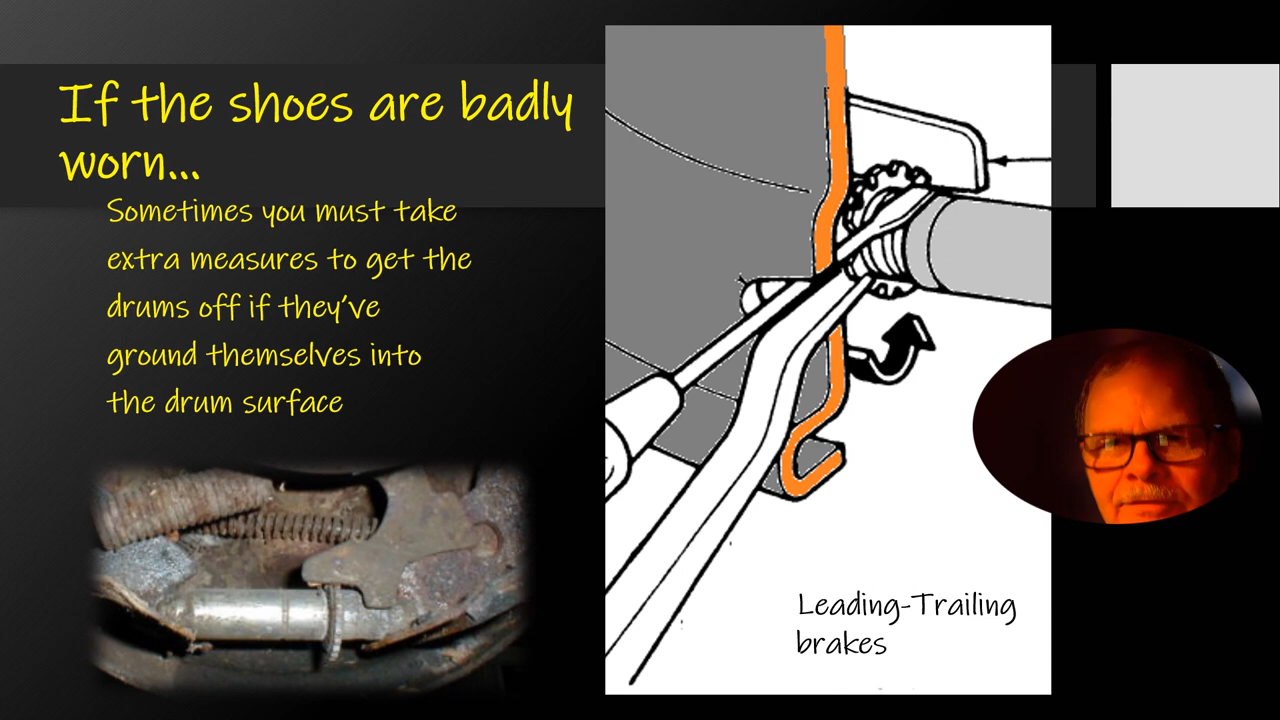 If the shoes are badly
worn...
Sometimes you must take
extra measures to get the
drums off if they've
ground themselves into
the drum surface
Leading-Trailing
brakes